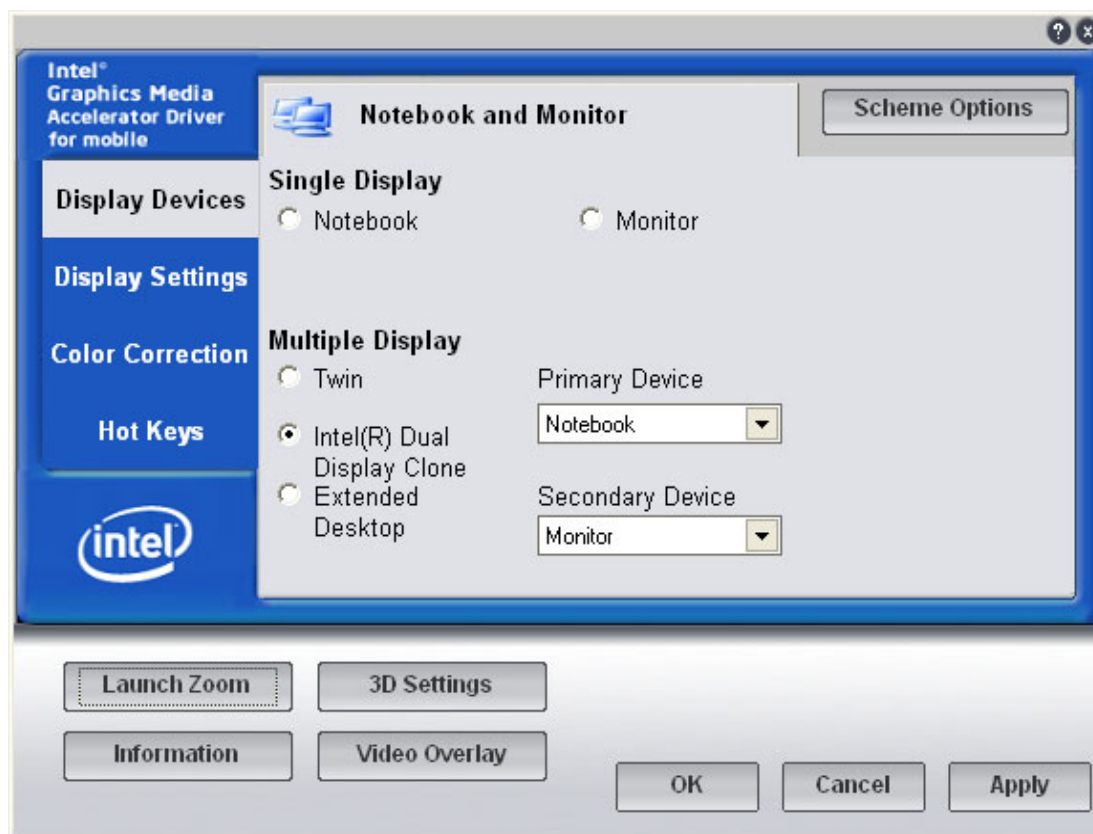 Intel®
Graphics Media
Accelerator Driver
for mobile
Notebook and Monitor
Scheme Options
Display Devices
Display Settings
Color Correction
Hot Keys
intel
Single Display
Notebook
Monitor
Multiple Display
Twin
Primary Device
Notebook
Intel(R) Dual
Display Clone
Extended
Desktop
Secondary Device
Monitor
Launch Zoom
3D Settings
Information
Video Overlay
OK
Cancel
Apply